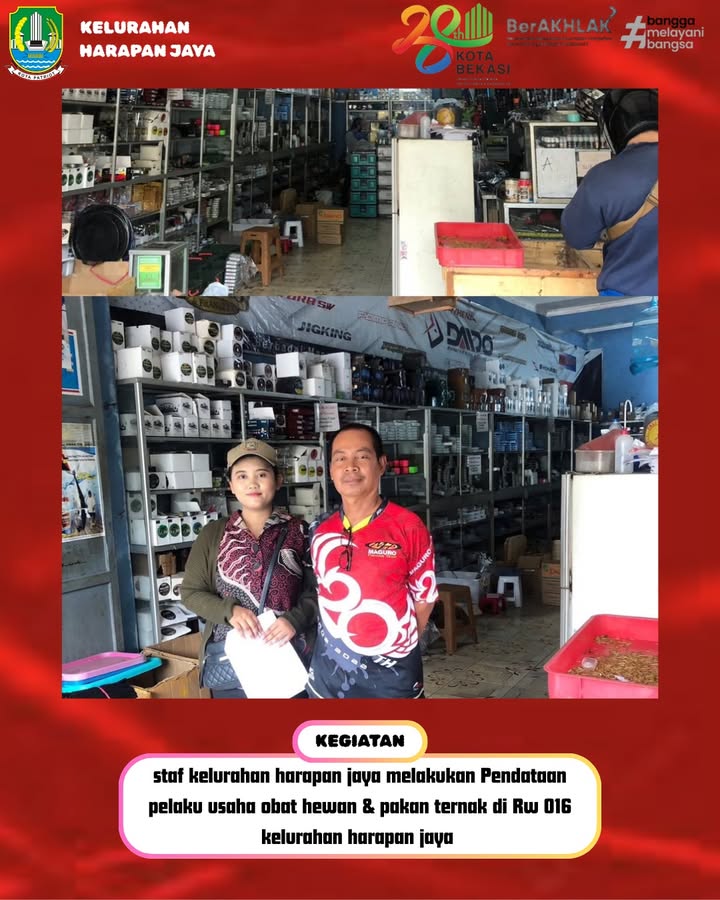 KELURAHAN
HARAPAN JAYA
KOTA PATRIOT
28th
KOTA
BEKASI
BerAKHLAK
#bangga
melayani
bangsa
A
JIGKING
DAIDO
MAGURO
TH
KEGIATAN
staf kelurahan harapan jaya melakukan Pendataan
pelaku usaha obat hewan & pakan ternak di Rw 016
kelurahan harapan jaya